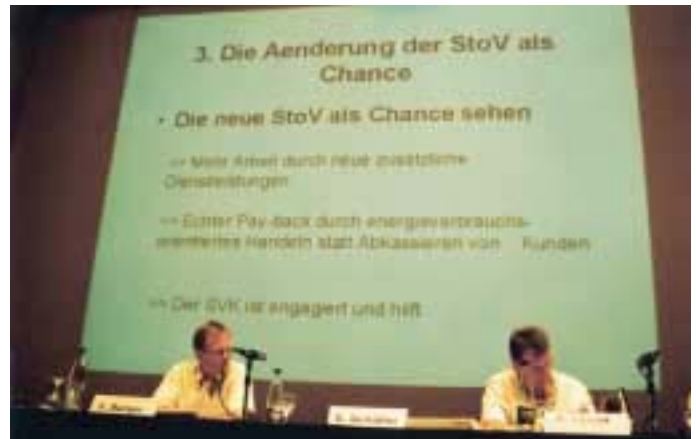 3. Die Aenderung der StoV als
Chance
• Die neue StoV als Chance sehen
=> Mehr Arbeit durch neue zusätzliche
Dienstleistungen
=> Echter Pay-back durch energieverbrauchs-
orientiertes Handeln statt Abkassieren von Kunden
=> Der SVK ist engagiert und hilft